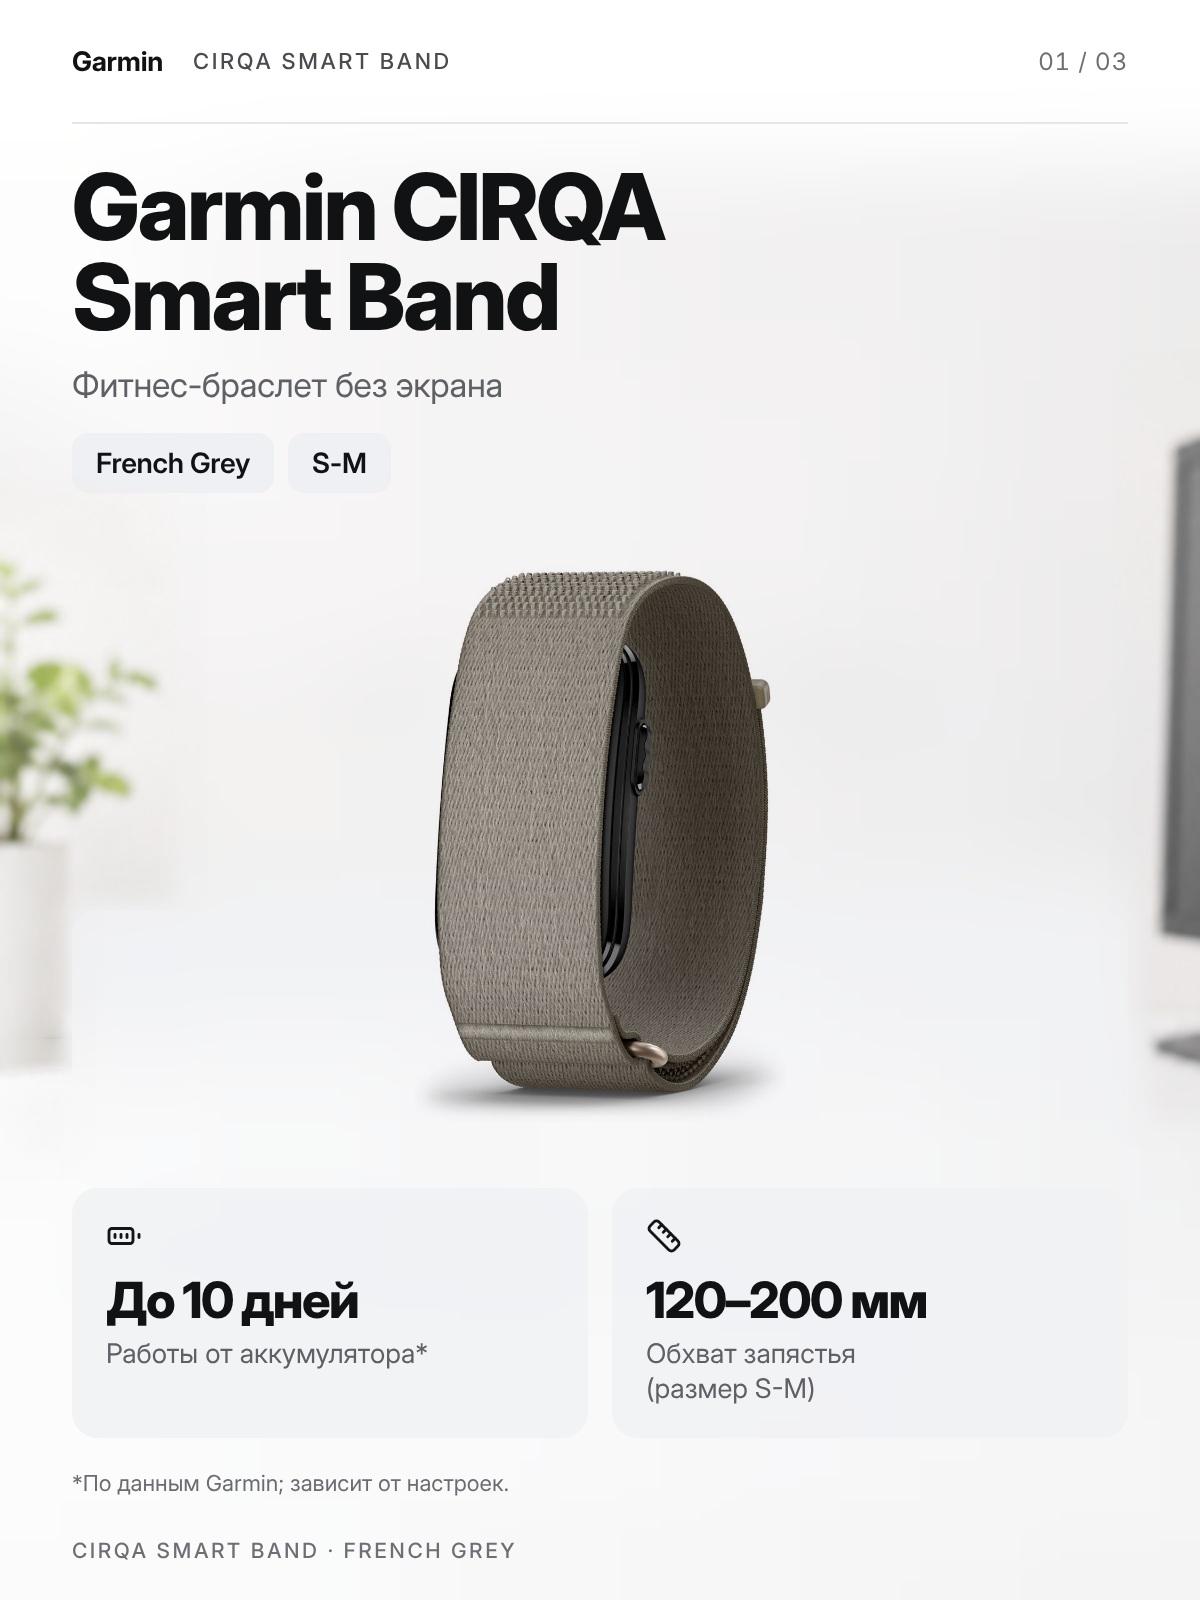 Garmin CIRQA SMART BAND 01 / 03
Garmin CIRQA
Smart Band
Фитнес-браслет без экрана
French Grey S-M
До 10 дней
Работы от аккумулятора*
120–200 мм
Обхват запястья
(размер S-M)
*По данным Garmin; зависит от настроек.
CIRQA SMART BAND · FRENCH GREY